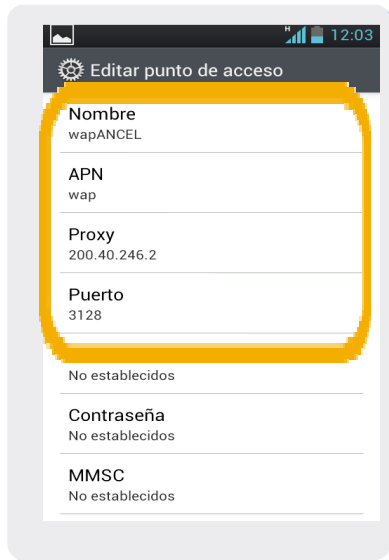 H
12:03
Editar punto de acceso
Nombre
wapANCEL
APN
wap
Proxy
200.40.246.2
Puerto
3128
No establecidos
Contraseña
No establecidos
MMSC
No establecidos